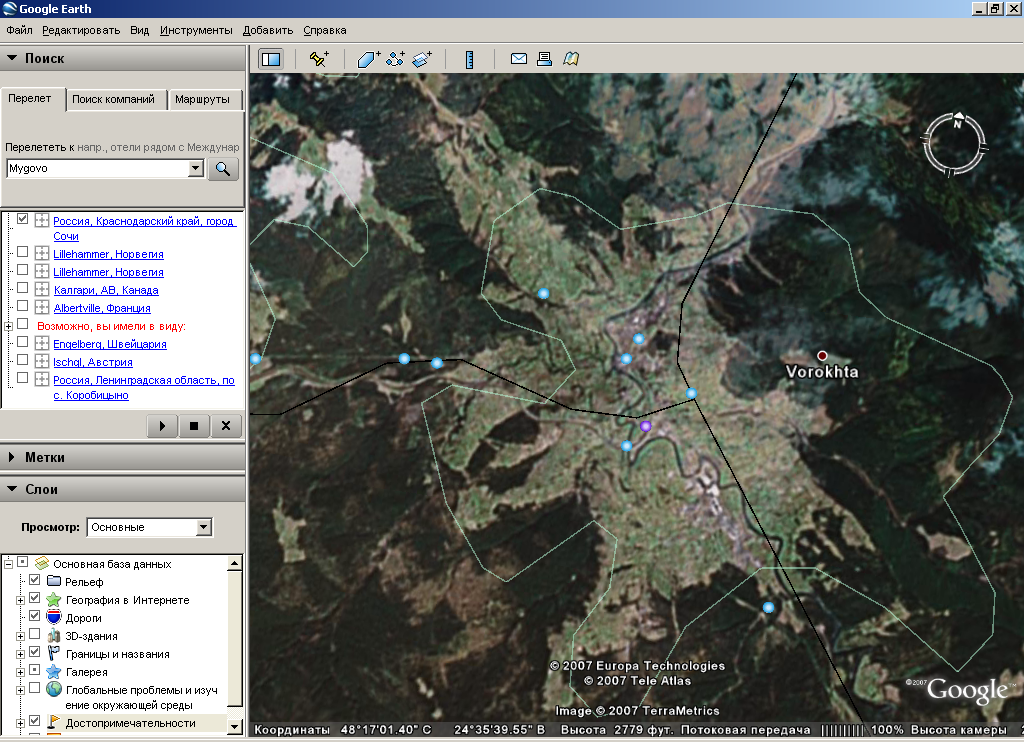 Google Earth
Файл Редактировать Вид Инструменты Добавить Справка
Поиск
Перелет Поиск компаний Маршруты
Перелететь к напр., отели рядом с Междунар
Mygovo
Россия, Краснодарский край, город
Сочи
Lillehammer, Норвегия
Lillehammer, Норвегия
Калгари, AB, Канада
Albertville, Франция
Возможно, вы имели в виду:
Engelberg, Швейцария
Ischgl, Австрия
Россия, Ленинградская область, по
с. Коробицыно
Метки
Слои
Просмотр: Основные
Основная база данных
Рельеф
География в Интернете
Дороги
3D-здания
Границы и названия
Галерея
Глобальные проблемы и изуч
ение окружающей среды
Достопримечательности
N
Vorokhta
© 2007 Europa Technologies
© 2007 Tele Atlas
Image © 2007 TerraMetrics
©2007 Google™
Координаты 48°17'01.40" С 24°35'39.55" В Высота 2779 фут. Потоковая передача |||||||||| 100% Высота камеры